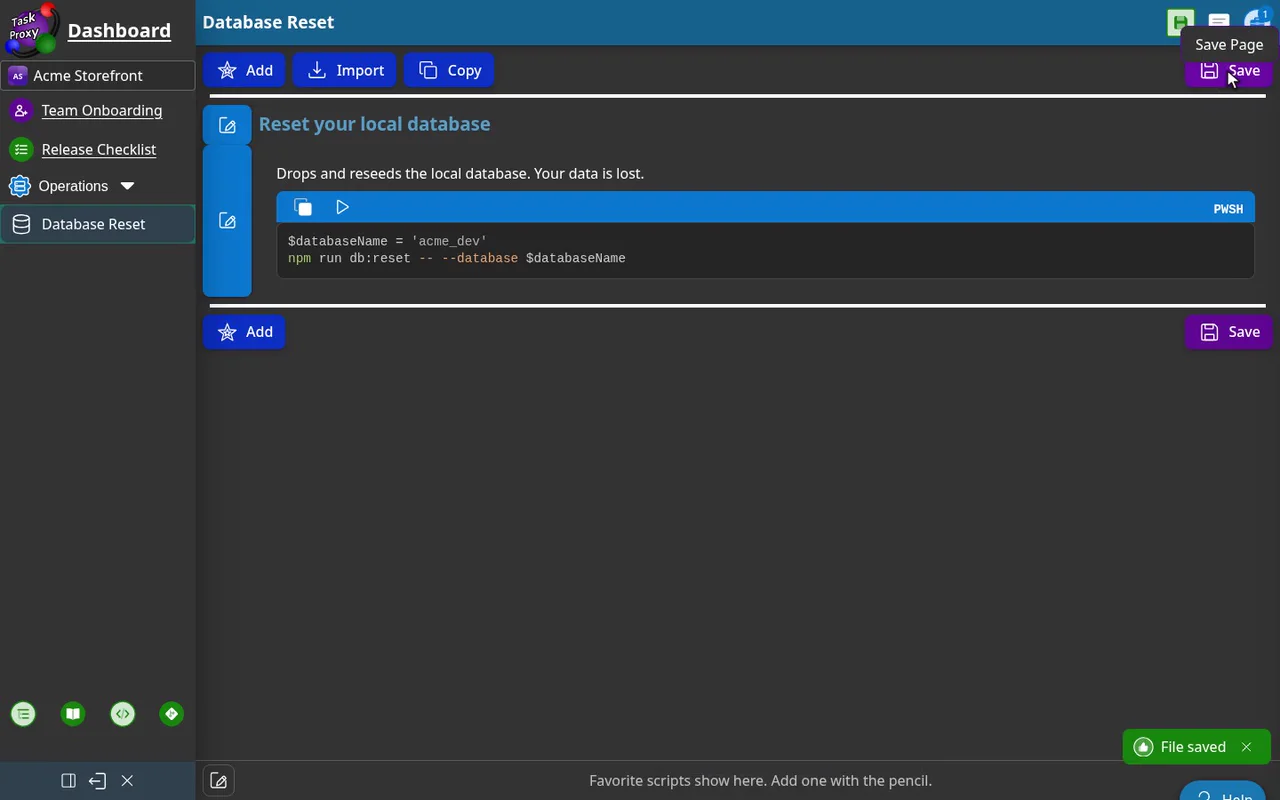 Task
Proxy
Dashboard
AS Acme Storefront
Team Onboarding
Release Checklist
Operations
Database Reset
Database Reset
1
Save Page
Add
Import
Copy
Save
Reset your local database
Drops and reseeds the local database. Your data is lost.
PWSH
$databaseName = 'acme_dev'
npm run db:reset -- --database $databaseName
Add
Save
File saved
Favorite scripts show here. Add one with the pencil.
Help